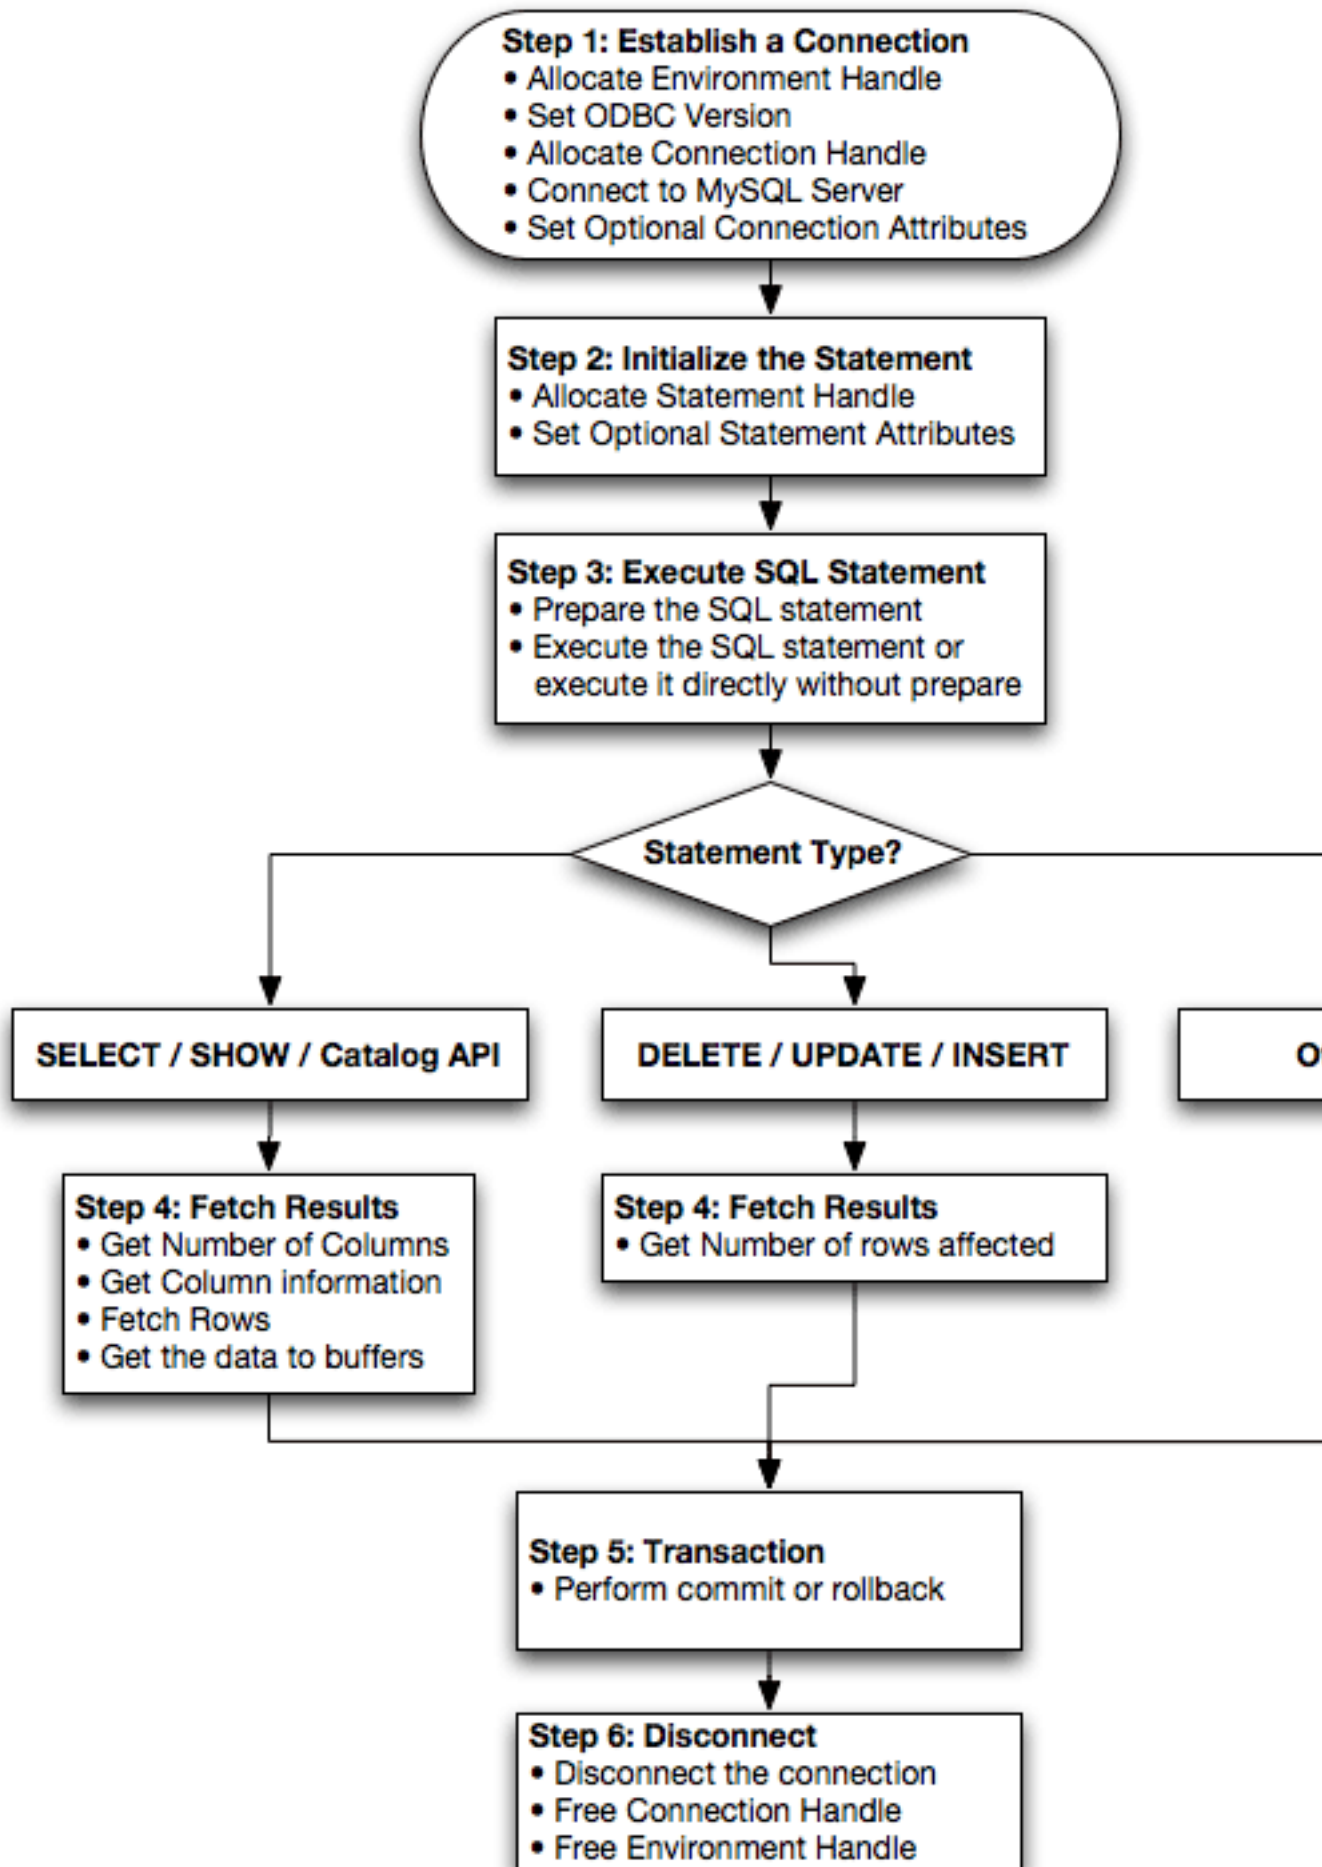 Step 1: Establish a Connection
• Allocate Environment Handle
• Set ODBC Version
• Allocate Connection Handle
• Connect to MySQL Server
• Set Optional Connection Attributes
Step 2: Initialize the Statement
• Allocate Statement Handle
• Set Optional Statement Attributes
Step 3: Execute SQL Statement
• Prepare the SQL statement
• Execute the SQL statement or
execute it directly without prepare
Statement Type?
SELECT / SHOW / Catalog API
DELETE / UPDATE / INSERT
Step 4: Fetch Results
• Get Number of Columns
• Get Column information
• Fetch Rows
• Get the data to buffers
Step 4: Fetch Results
• Get Number of rows affected
Step 5: Transaction
• Perform commit or rollback
Step 6: Disconnect
• Disconnect the connection
• Free Connection Handle
• Free Environment Handle